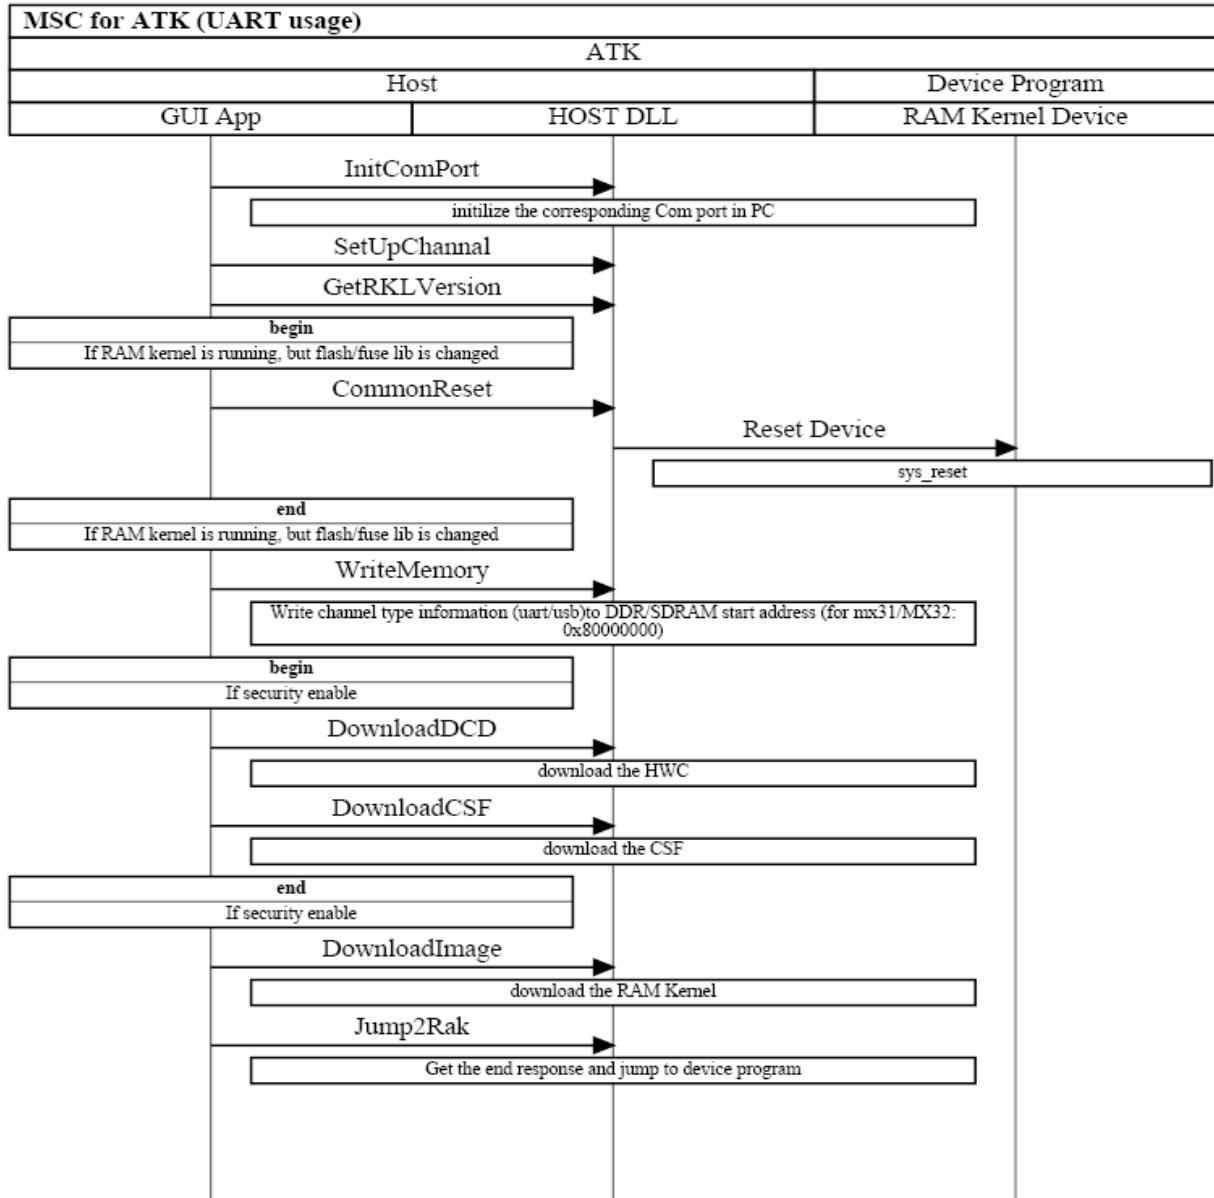 MSC for ATK (UART usage)
ATK
Host
Device Program
GUI App
HOST DLL
RAM Kernel Device
InitComPort
initilize the corresponding Com port in PC
SetUpChannal
GetRKLVersion
begin
If RAM kernel is running, but flash/fuse lib is changed
CommonReset
Reset Device
sys_reset
end
If RAM kernel is running, but flash/fuse lib is changed
WriteMemory
Write channel type information (uart/usb)to DDR/SDRAM start address (for mx31/MX32:
0x80000000)
begin
If security enable
DownloadDCD
download the HWC
DownloadCSF
download the CSF
end
If security enable
DownloadImage
download the RAM Kernel
Jump2Rak
Get the end response and jump to device program